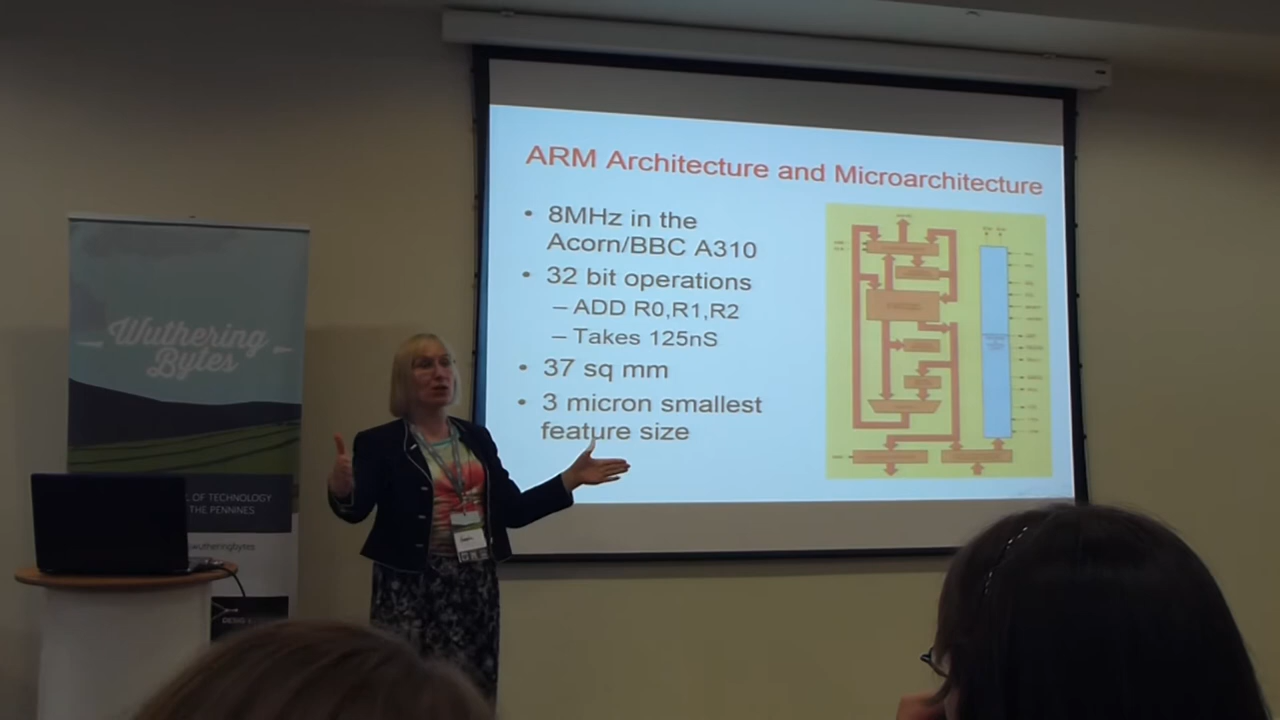 ARM Architecture and Microarchitecture
• 8MHz in the
Acorn/BBC A310
• 32 bit operations
– ADD R0,R1,R2
– Takes 125nS
• 37 sq mm
• 3 micron smallest
feature size
Wuthering
Bytes
OF TECHNOLOGY
THE PENNINES
wutheringbytes